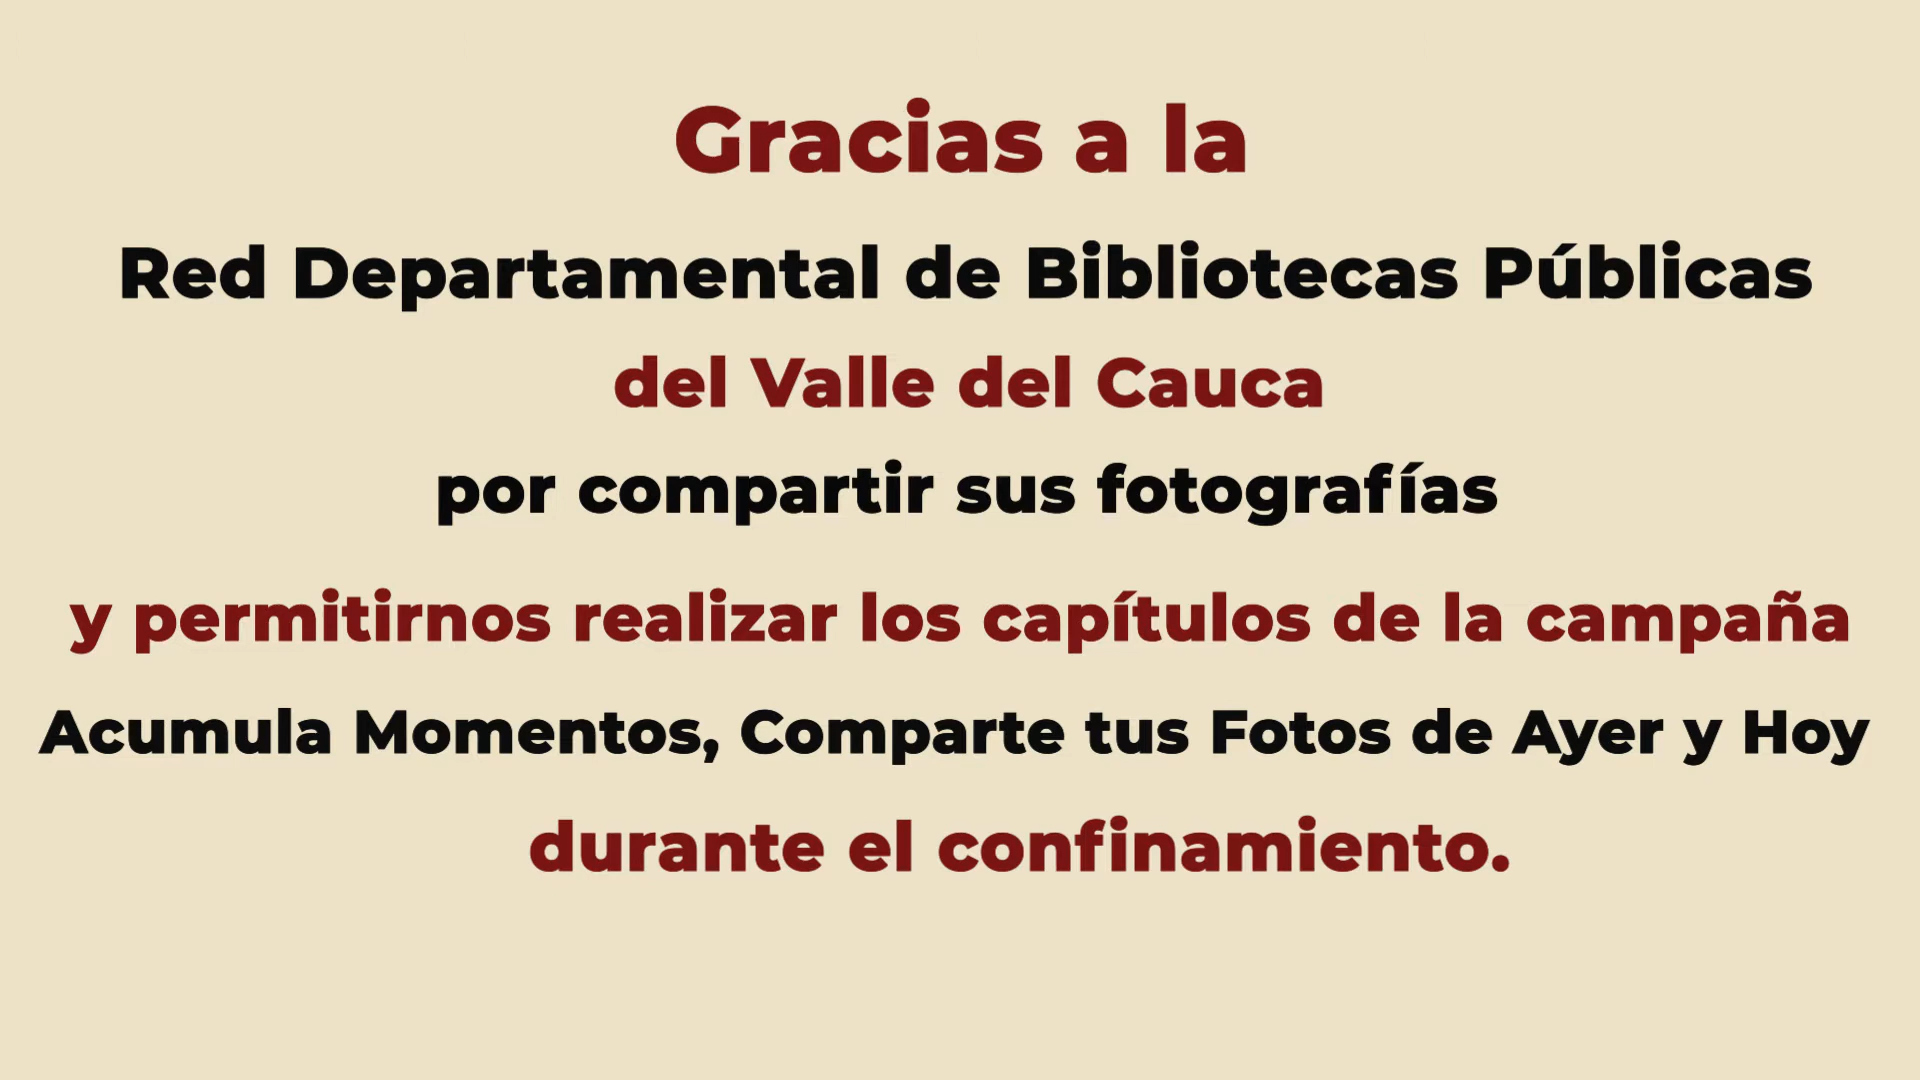 Gracias a la
Red Departamental de Bibliotecas Públicas
del Valle del Cauca
por compartir sus fotografías
y permitirnos realizar los capítulos de la campaña
Acumula Momentos, Comparte tus Fotos de Ayer y Hoy
durante el confinamiento.